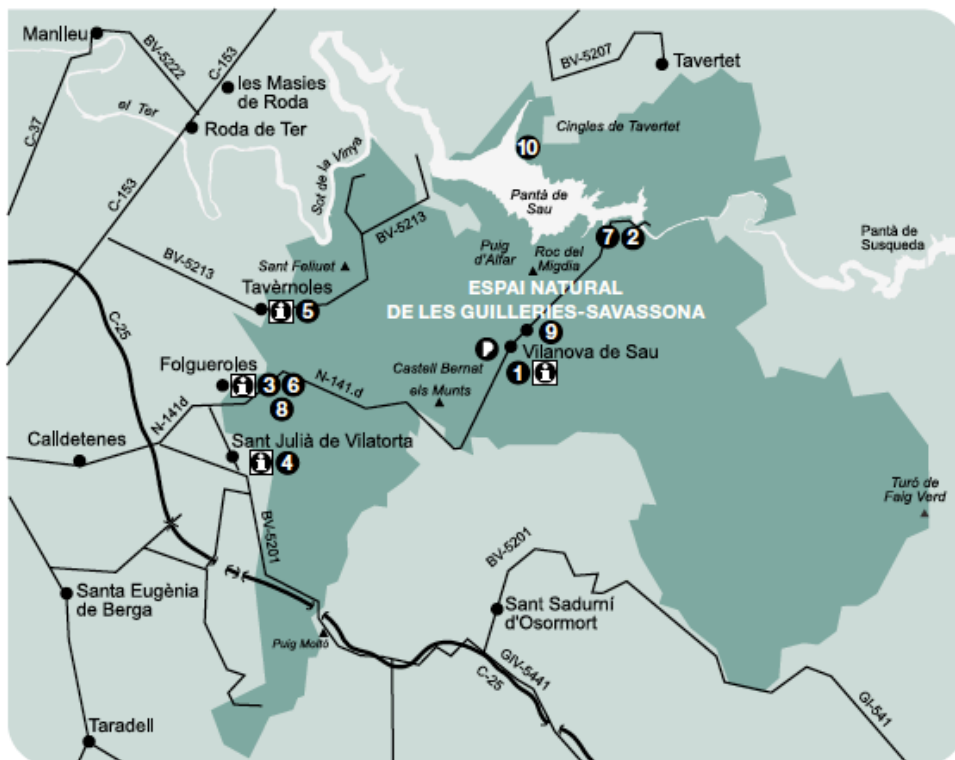 Manlleu
BV-5222
C-153
BV-5207
Tavertet
les Masies
de Roda
el Ter
C-37
Roda de Ter
Cingles de Tavertet
10
Sot de la Vinya
Pantà de
Sau
C-153
BV-5213
7 2
Pantà de
Susqueda
Puig
d'Alfar
Roc del
Migdia
BV-5213
Sant Feliuet
Tavèrnoles
i 5
ESPAI NATURAL
DE LES GUILLERIES-SAVASSONA
C-25
9
P
Vilanova de Sau
1 i
Castell Bernat
els Munts
Folgueroles
i 3 6
8
N-141.d
N-141d
Calldetenes
Sant Julià de Vilatorta
i 4
Turó de
Faig Verd
BV-5201
BV-5201
Santa Eugènia
de Berga
Sant Sadurní
d'Osormort
Puig Moltó
GIV-5441
C-25
GI-541
Taradell